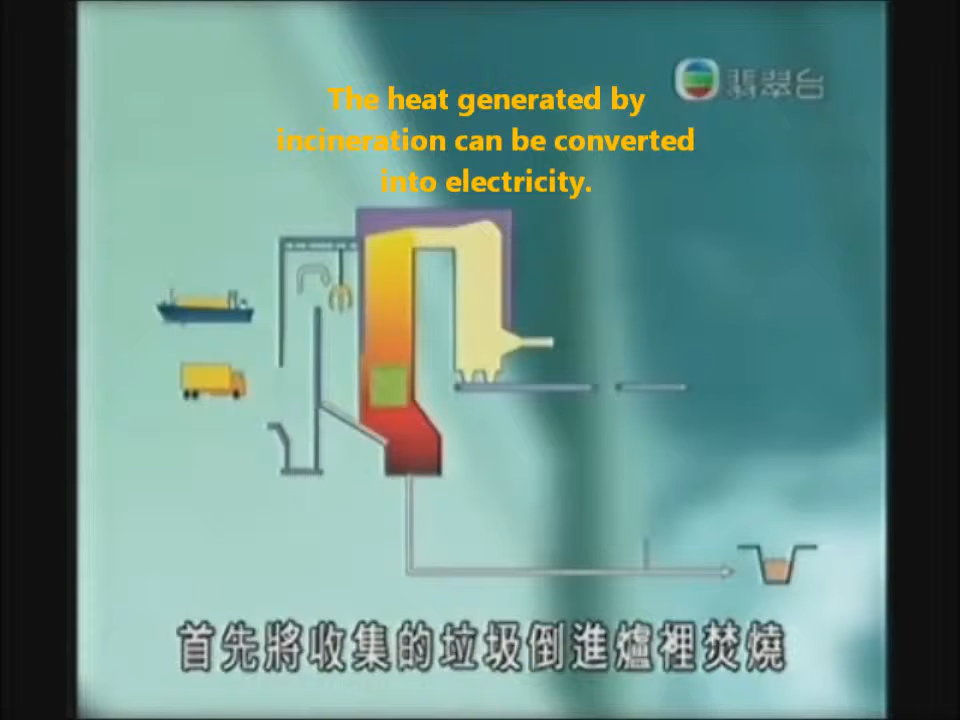 翡翠台
The heat generated by
incineration can be converted
into electricity.
首先將收集的垃圾倒進爐裡焚燒